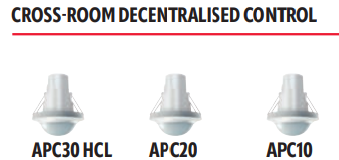 CROSS-ROOM DECENTRALISED CONTROL
APC30 HCL APC20 APC10